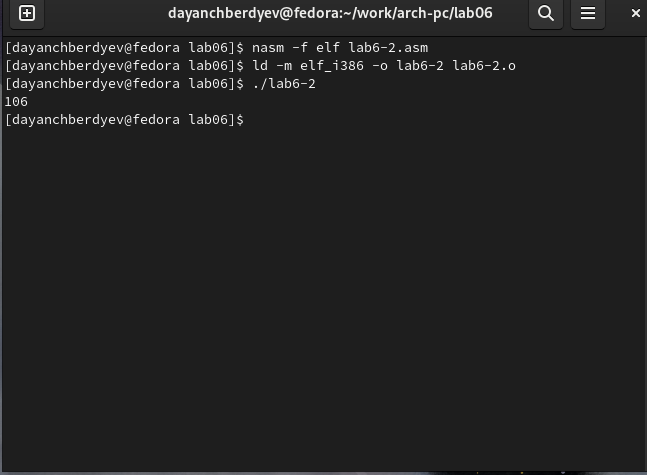 dayanchberdyev@fedora:~/work/arch-pc/lab06
[dayanchberdyev@fedora lab06]$ nasm -f elf lab6-2.asm
[dayanchberdyev@fedora lab06]$ ld -m elf_i386 -o lab6-2 lab6-2.o
[dayanchberdyev@fedora lab06]$ ./lab6-2
106
[dayanchberdyev@fedora lab06]$